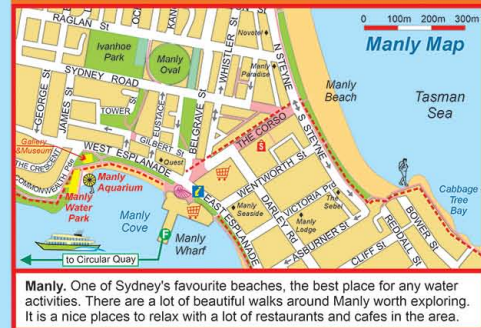 0 100m 200m 300m
Manly Map
RAGLAN St
OCEAN
KANG
WHISTLER St
N STEYNE
Novotel
Ivanhoe
Park
Manly
Oval
Manly
Paradise
SYDNEY ROAD
GEORGE St
JAMES St
TOWER St
EUSTACE
GILBERT St
BELGRAVE St
Manly
Beach
Tasman
Sea
THE CORSO
S STEYNE
Gallery
&Museum
THE CRESCENT
COMMONWEALTH PAR
WEST ESPLANADE
Quest
$
WENTWORTH St
Manly
Aquarium
Manly
Water
Park
i
EAST ESPLANADE
Manly
Seaside
DARLEY Rd
VICTORIA Prd
The
Sebel
Manly
Lodge
ASBURNER St
CLIFF St
REDDALL St
BOWER St
Cabbage
Tree
Bay
Manly
Cove
F
Manly
Wharf
to Circular Quay
Manly. One of Sydney's favourite beaches, the best place for any water
activities. There are a lot of beautiful walks around Manly worth exploring.
It is a nice places to relax with a lot of restaurants and cafes in the area.